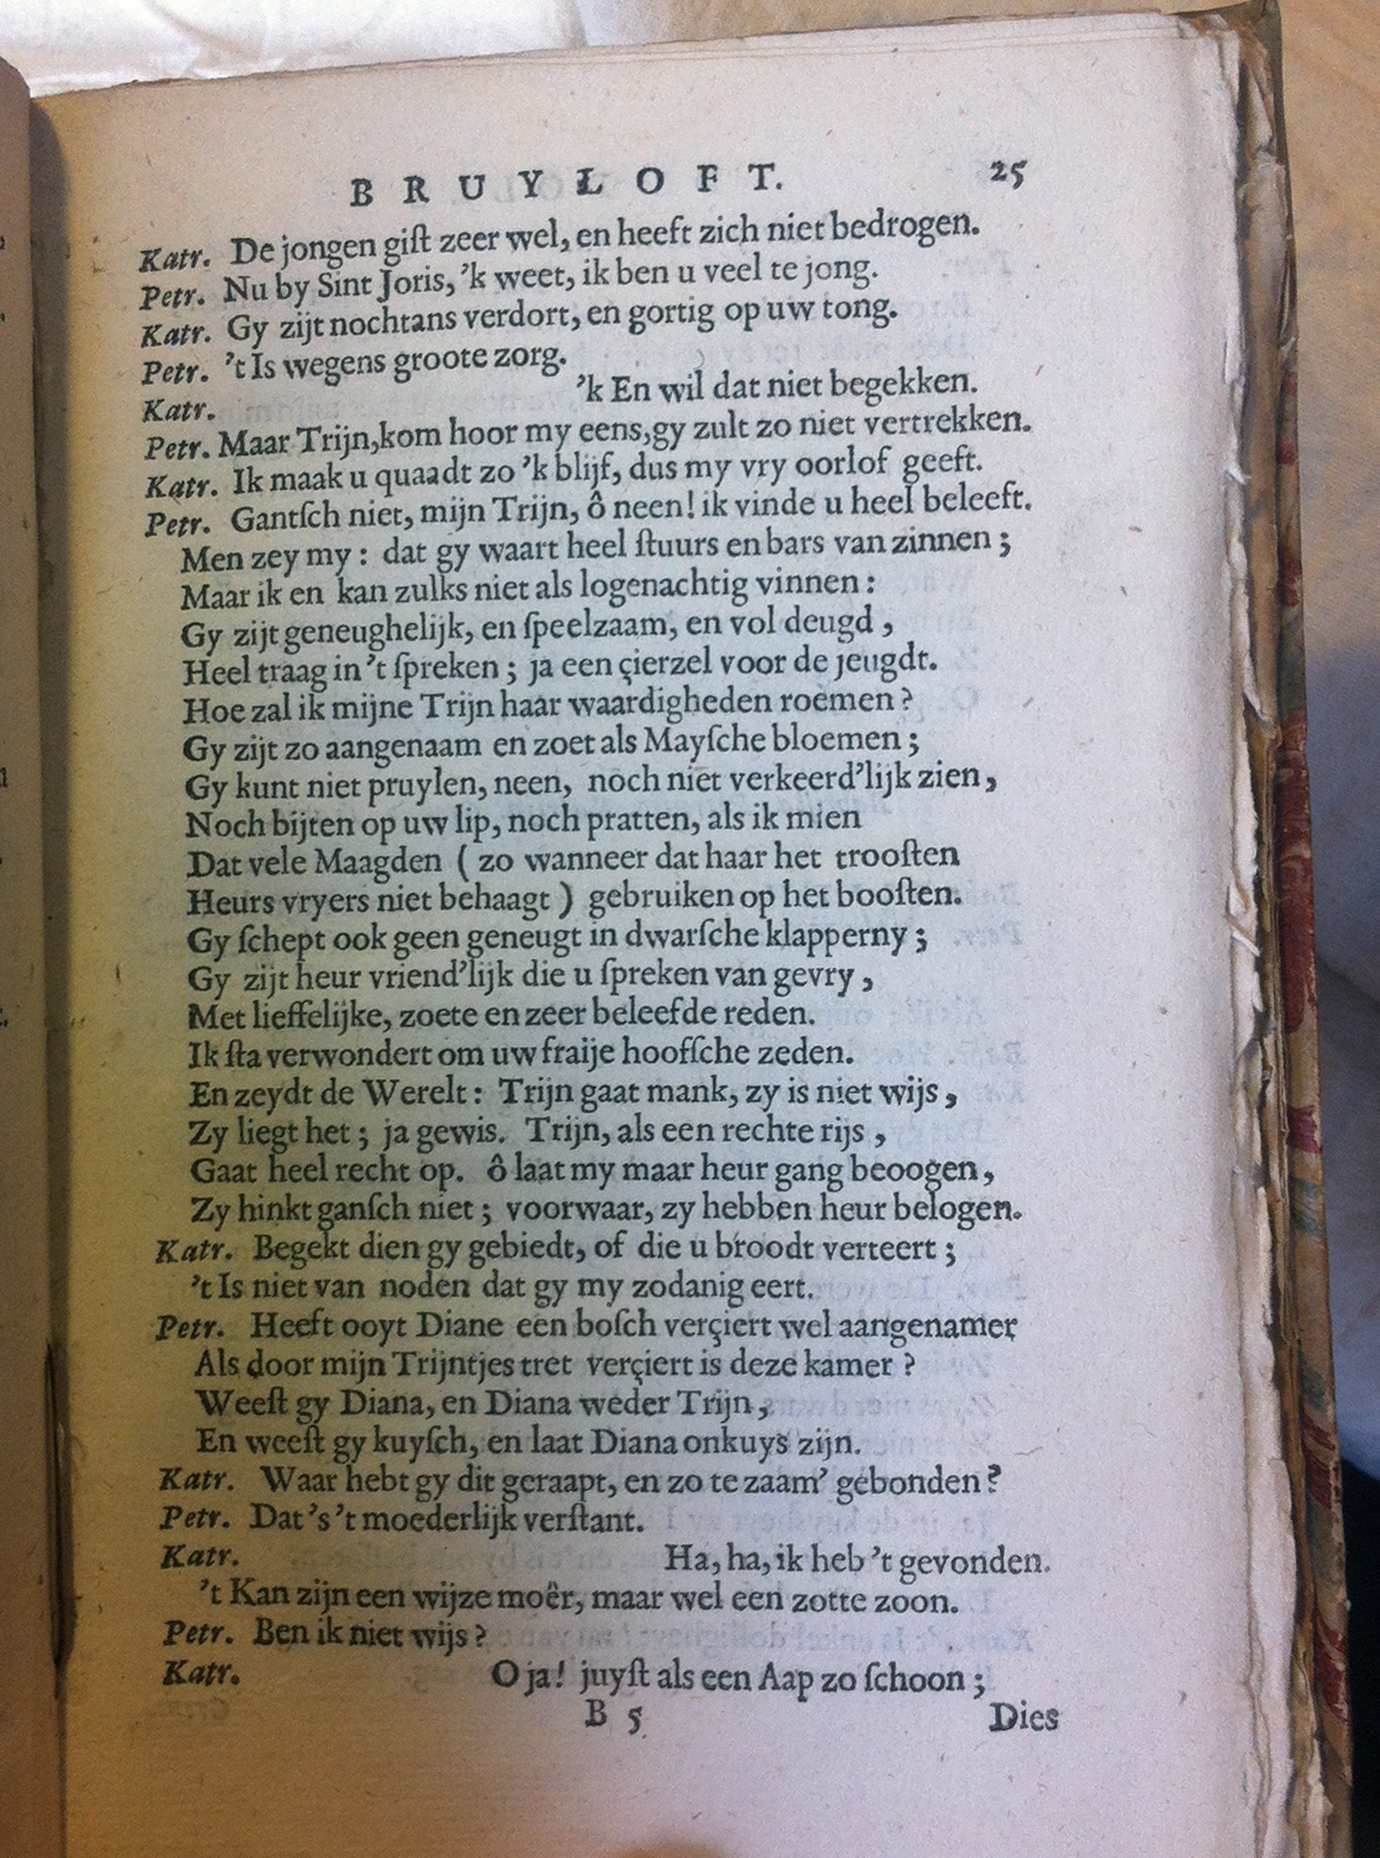 BRUYLOFT. 25
Katr. De jongen giſt zeer wel, en heeft zich niet bedrogen.
Petr. Nu by Sint Joris, 'k weet, ik ben u veel te jong.
Katr. Gy zijt nochtans verdort, en gortig op uw tong.
Petr. 't Is wegens groote zorg.
Katr. 'k En wil dat niet begekken.
Petr. Maar Trijn, kom hoor my eens, gy zult zo niet vertrekken.
Katr. Ik maak u quaadt zo 'k blijf, dus my vry oorlof geeft.
Petr. Gantſch niet, mijn Trijn, ô neen! ik vinde u heel beleeft.
Men zey my: dat gy waart heel ſtuurs en bars van zinnen;
Maar ik en kan zulks niet als logenachtig vinnen:
Gy zijt geneughelijk, en ſpeelzaam, en vol deugd,
Heel traag in 't ſpreken; ja een çierzel voor de jeugdt.
Hoe zal ik mijne Trijn haar waardigheden roemen?
Gy zijt zo aangenaam en zoet als Mayſche bloemen;
Gy kunt niet pruylen, neen, noch niet verkeerd'lijk zien,
Noch bijten op uw lip, noch pratten, als ik mien
Dat vele Maagden (zo wanneer dat haar het trooſten
Heurs vryers niet behaagt) gebruiken op het booſten.
Gy ſchept ook geen geneugt in dwarſche klapperny;
Gy zijt heur vriend'lijk die u ſpreken van gevry,
Met lieffelijke, zoete en zeer beleefde reden.
Ik ſta verwondert om uw fraije hoofſche zeden.
En zeydt de Werelt: Trijn gaat mank, zy is niet wijs,
Zy liegt het; ja gewis. Trijn, als een rechte rijs,
Gaat heel recht op. ô laat my maar heur gang beoogen,
Zy hinkt ganſch niet; voorwaar, zy hebben heur belogen.
Katr. Begekt dien gy gebiedt, of die u broodt verteert;
't Is niet van noden dat gy my zodanig eert.
Petr. Heeft ooyt Diane een boſch verçiert wel aangenamer
Als door mijn Trijntjes tret verçiert is deze kamer?
Weeſt gy Diana, en Diana weder Trijn,
En weeſt gy kuyſch, en laat Diana onkuys zijn.
Katr. Waar hebt gy dit geraapt, en zo te zaam' gebonden?
Petr. Dat 's 't moederlijk verſtant.
Katr. Ha, ha, ik heb 't gevonden.
't Kan zijn een wijze moêr, maar wel een zotte zoon.
Petr. Ben ik niet wijs?
Katr. O ja! juyſt als een Aap zo ſchoon;
B 5 Dies